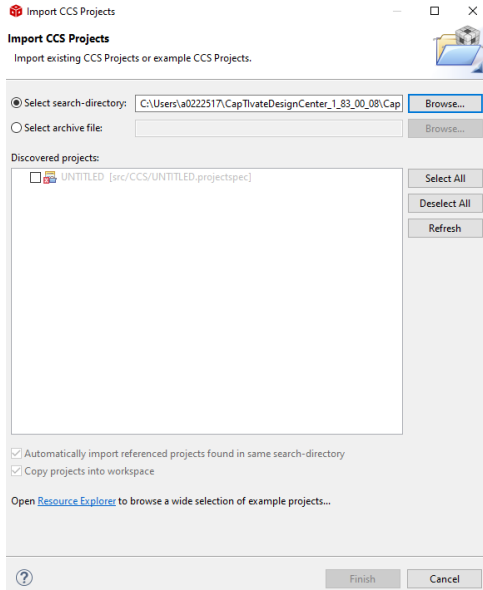 Import CCS Projects
Import CCS Projects
Import existing CCS Projects or example CCS Projects.
Select search-directory: C:\Users\a0222517\CapTIvateDesignCenter_1_83_00_08\Cap Browse...
Select archive file: Browse...
Discovered projects:
UNTITLED [src/CCS/UNTITLED.projectspec]
Select All
Deselect All
Refresh
Automatically import referenced projects found in same search-directory
Copy projects into workspace
Open Resource Explorer to browse a wide selection of example projects...
? Finish Cancel